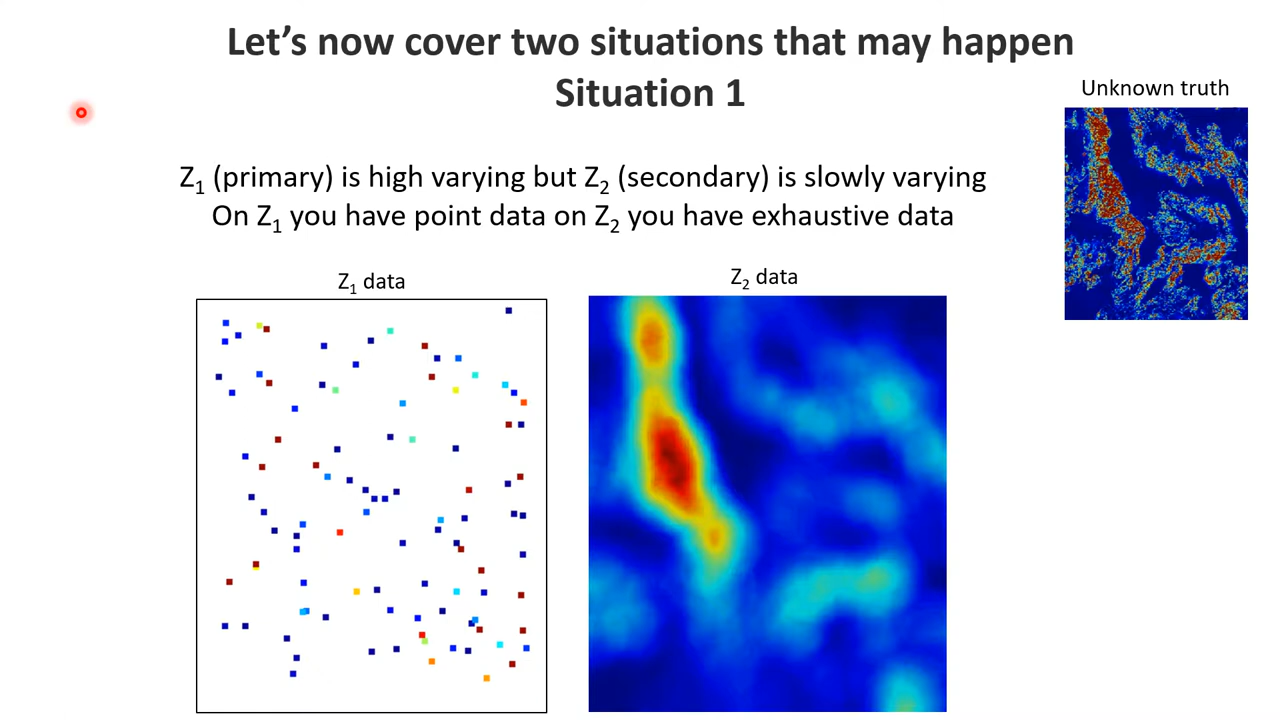 Let's now cover two situations that may happen
Situation 1
Unknown truth
Z₁ (primary) is high varying but Z₂ (secondary) is slowly varying
On Z₁ you have point data on Z₂ you have exhaustive data
Z₁ data
Z₂ data